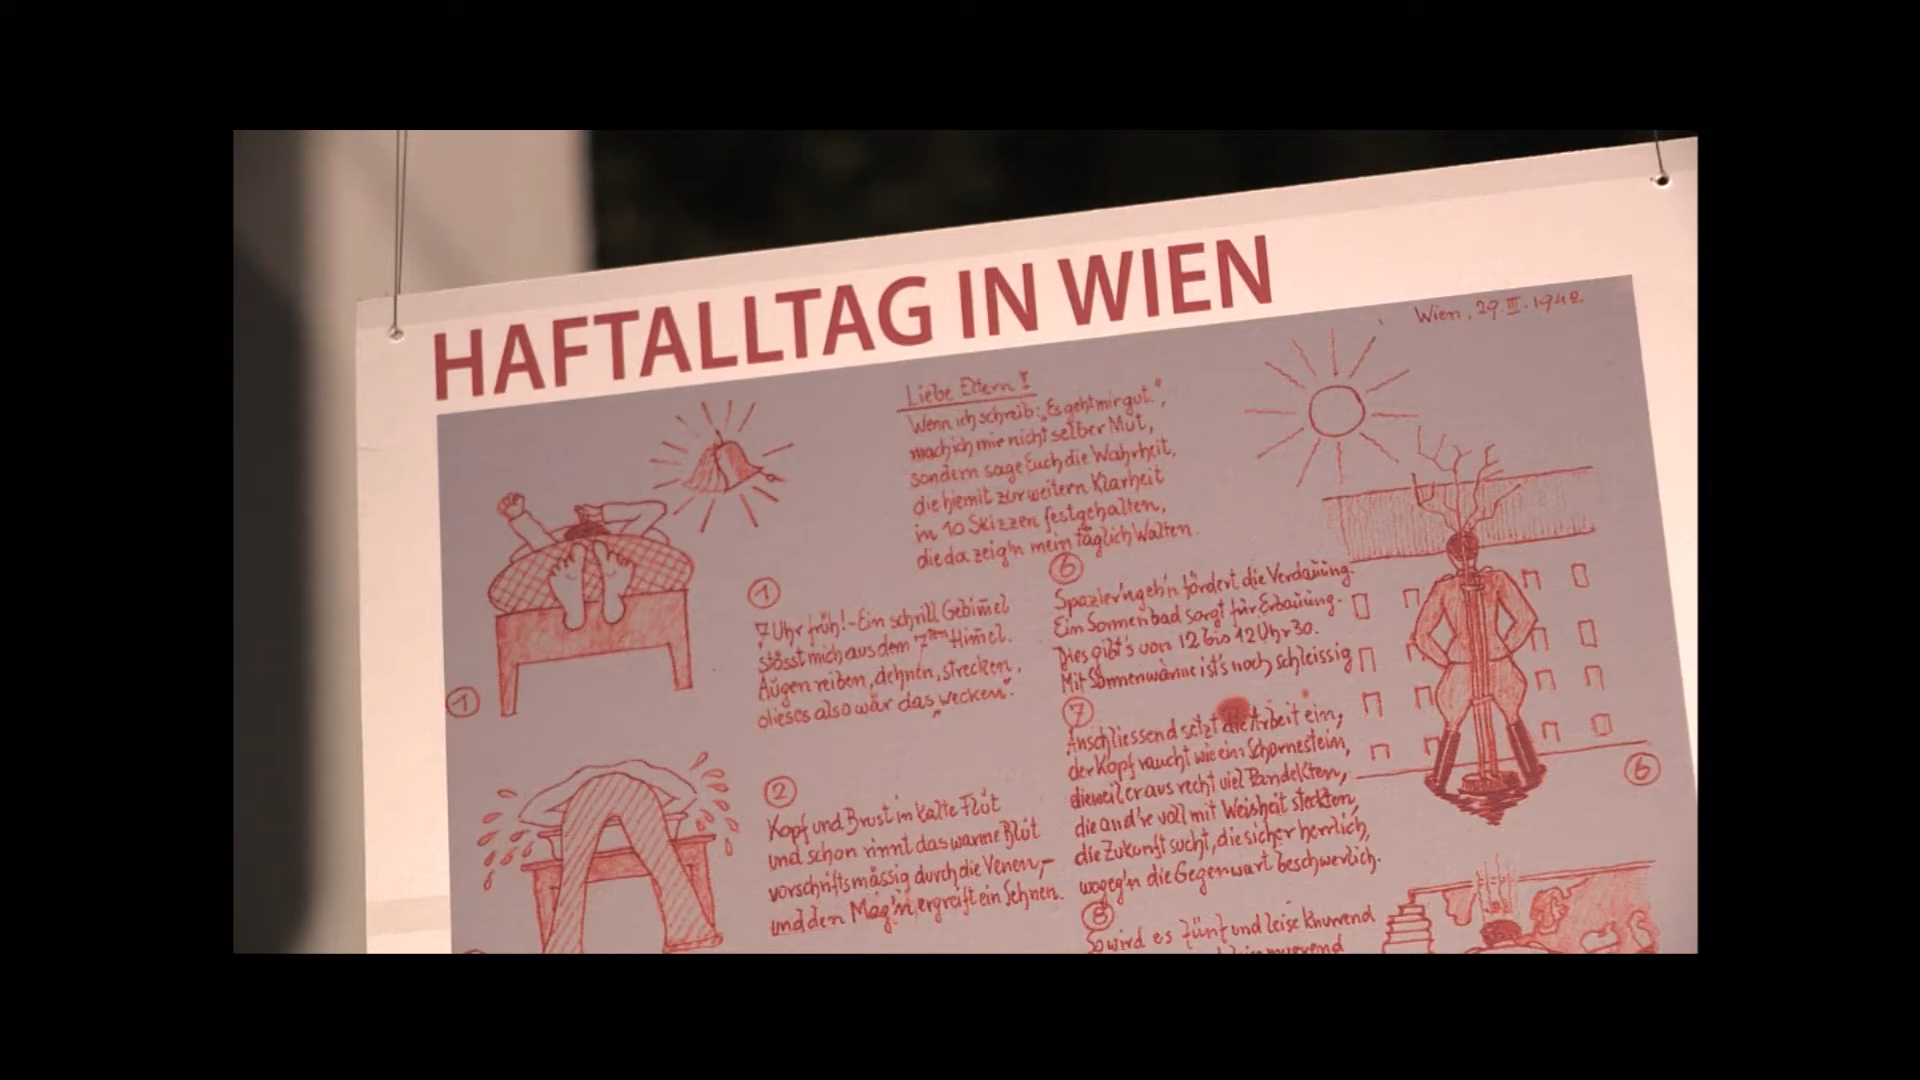 HAFTALLTAG IN WIEN
Wien, 29.III.1942
Liebe Eltern!
Wenn ich schreib: „Es geht mir gut“,
mach ich mir nicht selber Mut,
sondern sage Euch die Wahrheit,
die hiemit zur weitern Klarheit
in 10 Skizzen festgehalten,
die da zeig'n mein täglich Walten.
1
7 Uhr früh! - Ein schrill Gebim̅el
stösst mich aus dem 7ten Him̅el.
Augen reiben, dehnen, strecken,
dieses also wär das „Wecken“.
1
2
Kopf und Brust in kalte Flut
und schon rinnt das warme Blut
vorschriftsmässig durch die Venen,-
und den Mag'n ergreift ein Sehnen.
6
Spazier'ngeh'n fördert die Verdauung.
Ein Sonnenbad sorgt für Erbauung.
Dies gibt's von 12 bis 12 Uhr 30.
Mit Sonnenwärme ist's noch schleissig
7
Anschliessend setzt die Arbeit ein,
der Kopf raucht wie ein Schornstein,
dieweil er aus recht viel Pandekten,
die and're voll mit Weisheit steckten,
die Zukunft sucht, die sicher herrlich,
wogeg'n die Gegenwart beschwerlich.
6
8
So wird es fünf und leise knurrend